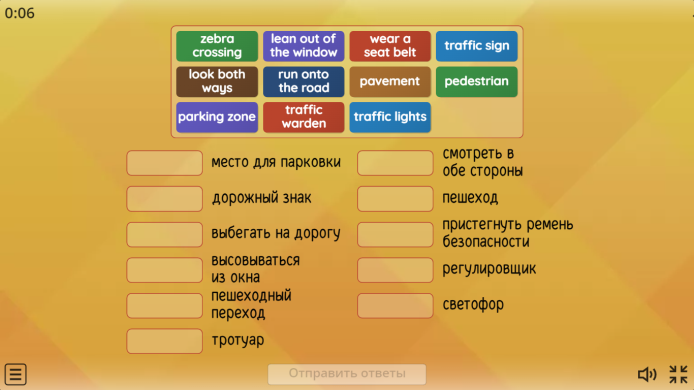 0:06
zebra
crossing
lean out of
the window
wear a
seat belt
traffic sign
look both
ways
run onto
the road
pavement
pedestrian
parking zone
traffic
warden
traffic lights
место для парковки
дорожный знак
выбегать на дорогу
высовываться
из окна
пешеходный
переход
тротуар
смотреть в
обе стороны
пешеход
пристегнуть ремень
безопасности
регулировщик
светофор
Отправить ответы